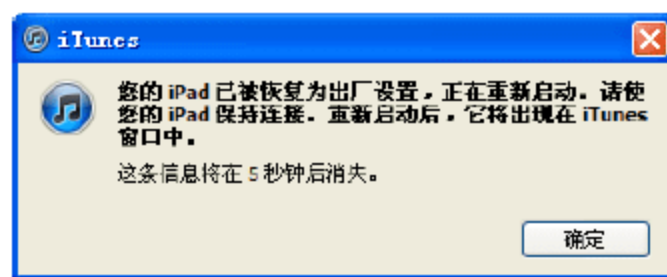 iTunes
您的 iPad 已被恢复为出厂设置，正在重新启动。请使
您的 iPad 保持连接。重新启动后，它将出现在 iTunes
窗口中。
这条信息将在 5 秒钟后消失。
确定